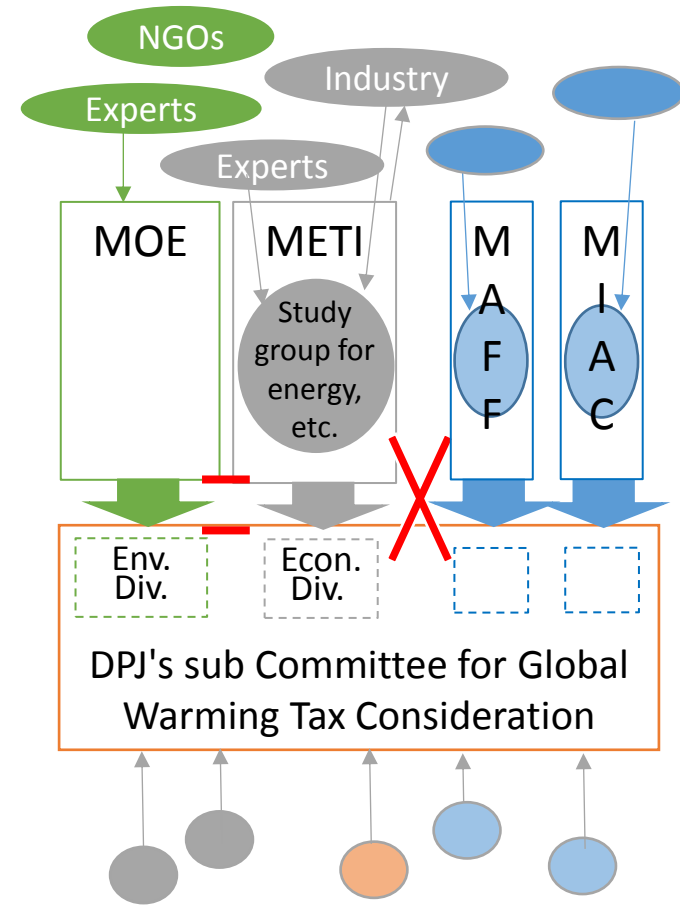 NGOs
Industry
Experts
Experts
MOE
METI
M
A
F
F
M
I
A
C
Study
group for
energy,
etc.
Env.
Div.
Econ.
Div.
DPJ's sub Committee for Global
Warming Tax Consideration